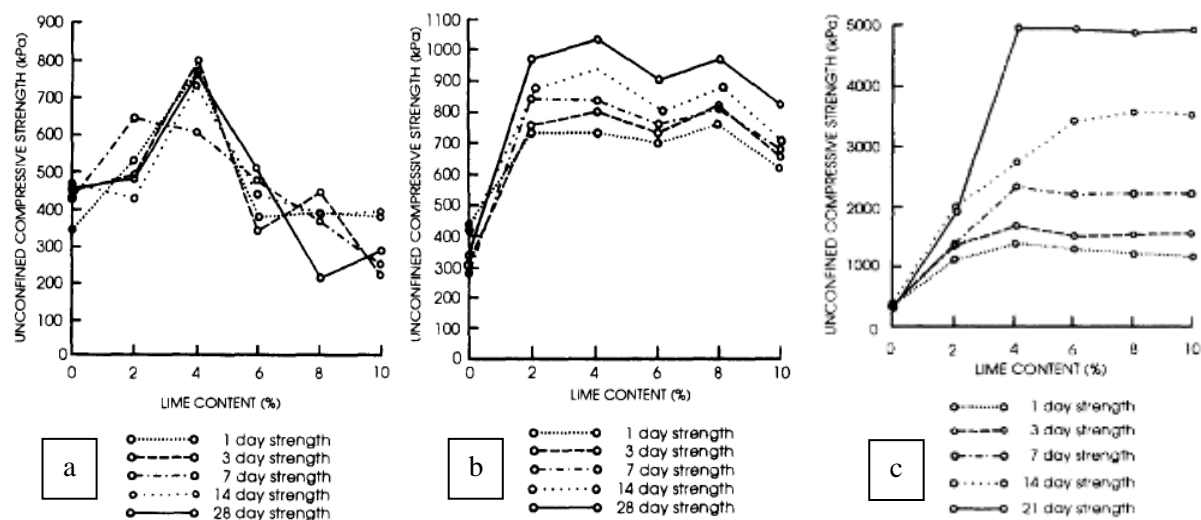 UNCONFINED COMPRESSIVE STRENGTH (kPa)
900
800
700
600
500
400
300
200
100
0
0 2 4 6 8 10
LIME CONTENT (%)
a
1 day strength
3 day strength
7 day strength
14 day strength
28 day strength
UNCONFINED COMPRESSIVE STRENGTH (kPa)
1100
1000
900
800
700
600
500
400
300
200
100
0
0 2 4 6 8 10
LIME CONTENT (%)
b
1 day strength
3 day strength
7 day strength
14 day strength
28 day strength
UNCONFINED COMPRESSIVE STRENGTH (kPa)
5000
4000
3000
2000
1000
0
0 2 4 6 8 10
LIME CONTENT (%)
c
1 day strength
3 day strength
7 day strength
14 day strength
21 day strength